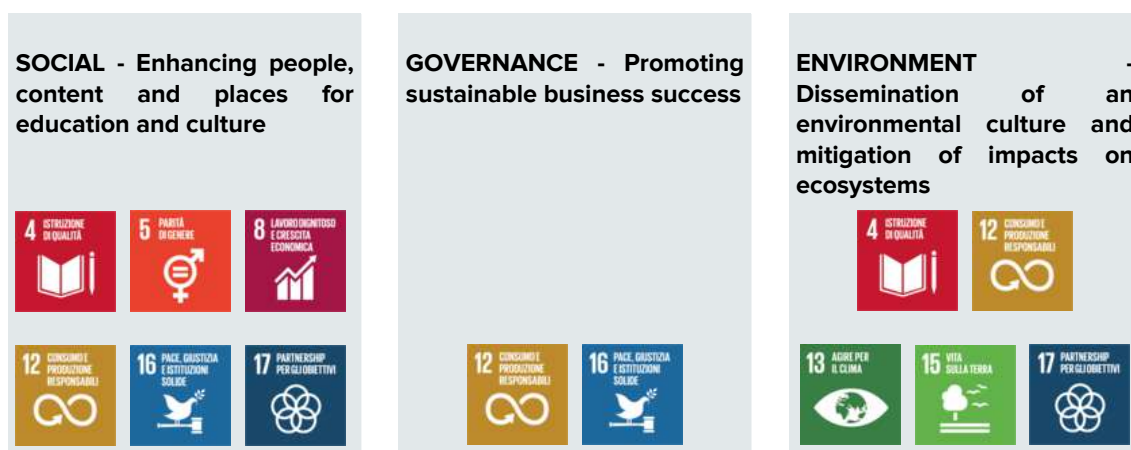 SOCIAL - Enhancing people,
content and places for
education and culture
4 ISTRUZIONE
DI QUALITÀ
5 PARITÀ
DI GENERE
8 LAVORO DIGNITOSO
E CRESCITA
ECONOMICA
12 CONSUMO E
PRODUZIONE
RESPONSABILI
16 PACE, GIUSTIZIA
E ISTITUZIONI
SOLIDE
17 PARTNERSHIP
PER GLI OBIETTIVI
GOVERNANCE - Promoting
sustainable business success
12 CONSUMO E
PRODUZIONE
RESPONSABILI
16 PACE, GIUSTIZIA
E ISTITUZIONI
SOLIDE
ENVIRONMENT -
Dissemination of an
environmental culture and
mitigation of impacts on
ecosystems
4 ISTRUZIONE
DI QUALITÀ
12 CONSUMO E
PRODUZIONE
RESPONSABILI
13 AGIRE PER
IL CLIMA
15 VITA
SULLA TERRA
17 PARTNERSHIP
PER GLI OBIETTIVI